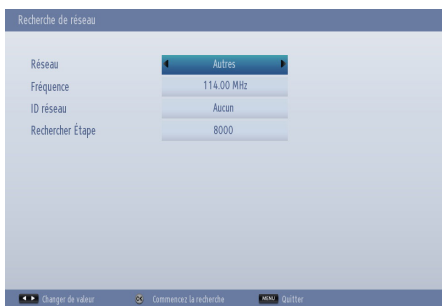 Recherche de réseau
Réseau Autres
Fréquence 114.00 MHz
ID réseau Aucun
Rechercher Étape 8000
Changer de valeur OK Commencez la recherche MENU Quitter